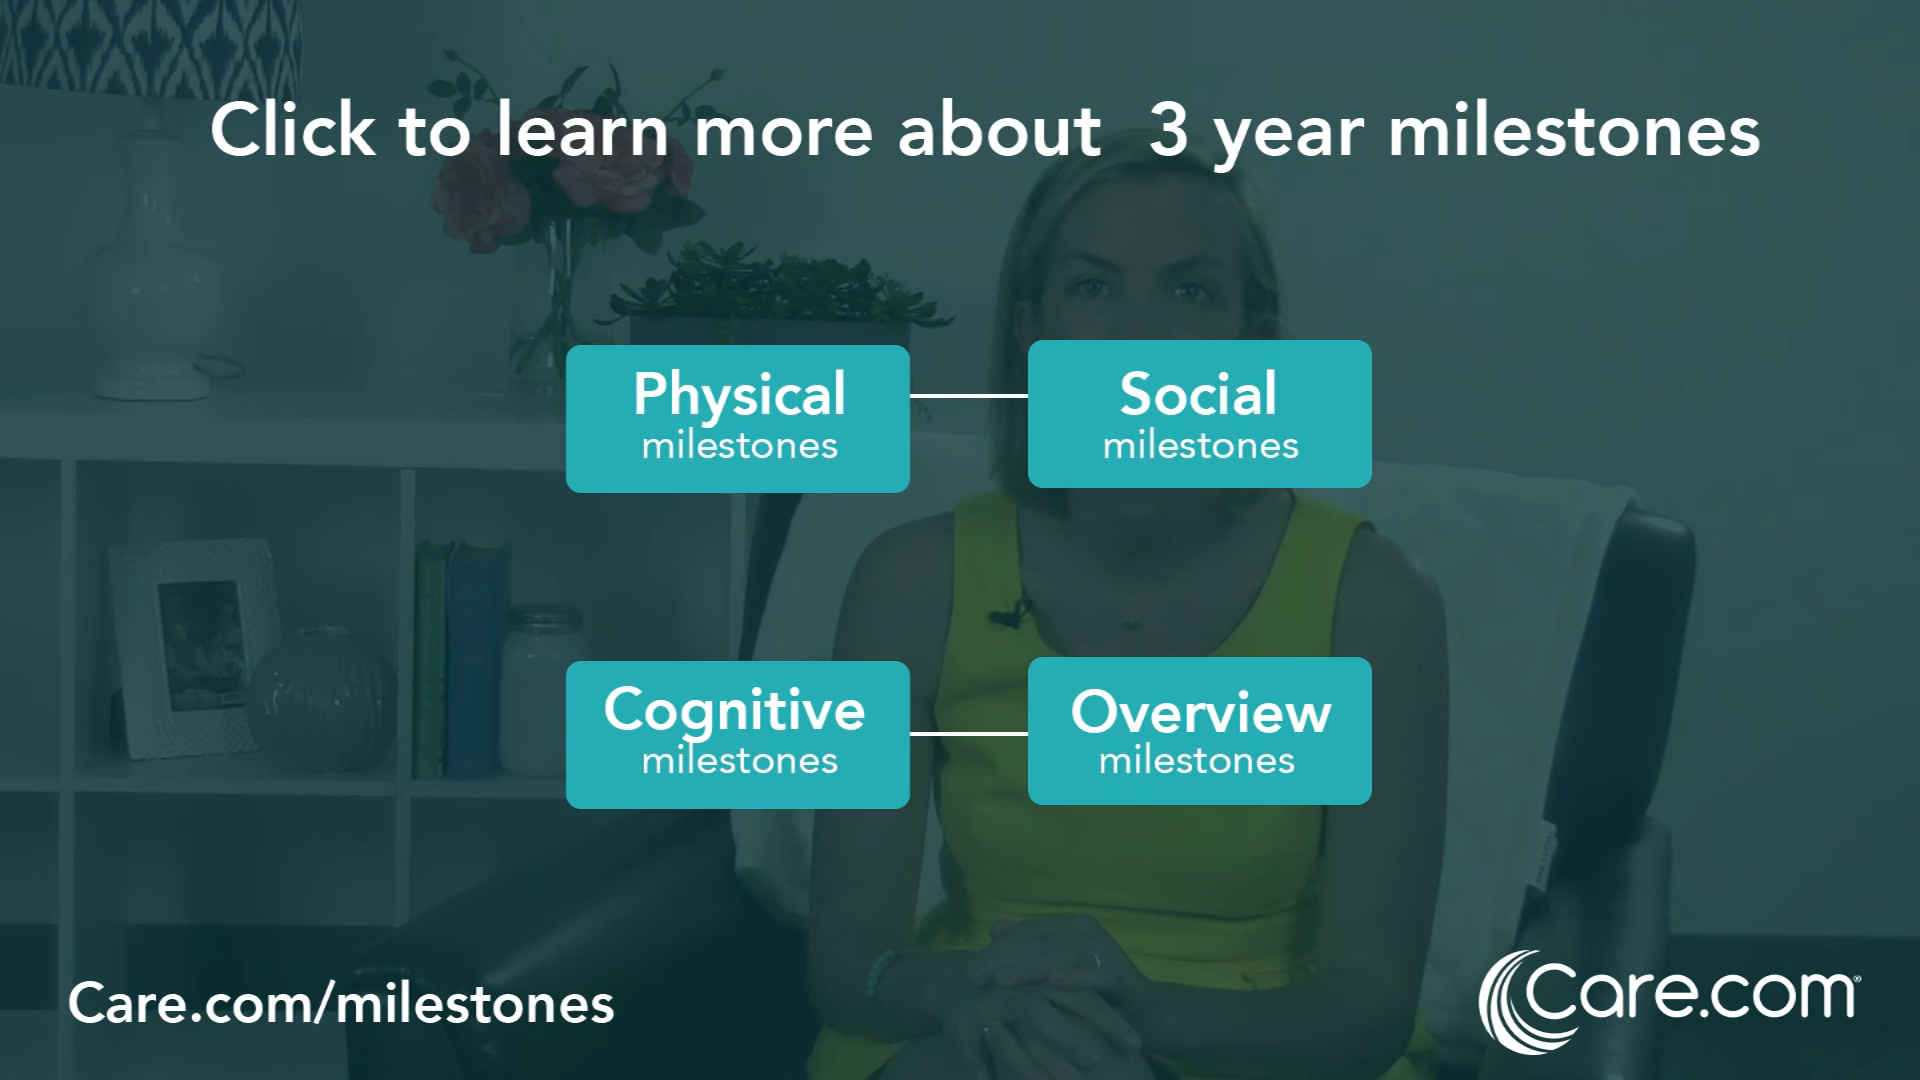 Click to learn more about 3 year milestones
Physical
milestones
Social
milestones
Cognitive
milestones
Overview
milestones
Care.com/milestones
Care.com®